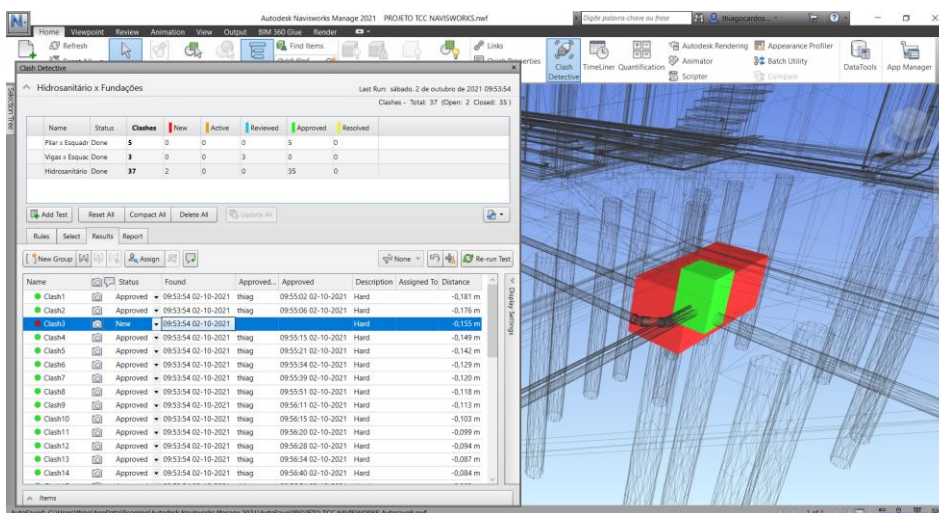 Autodesk Navisworks Manage 2021 PROJETO TCC NAVISWORKS.nwf
Digite palavra-chave ou frase
thiagocardos...
Home Viewpoint Review Animation View Output BIM 360 Glue Render
Refresh
Find Items
Links
Clash Detective
TimeLiner
Quantification
Autodesk Rendering
Animator
Scripter
Appearance Profiler
Batch Utility
Compare
DataTools
App Manager
Selection Tree
Clash Detective
Hidrosanitário x Fundações
Last Run: sábado, 2 de outubro de 2021 09:53:54
Clashes - Total: 37 (Open: 2 Closed: 35)
Name Status Clashes New Active Reviewed Approved Resolved
Pilar x Esquadr Done 5 0 0 0 5 0
Vigas x Esquac Done 3 0 0 3 0 0
Hidrosanitário Done 37 2 0 0 35 0
Add Test Reset All Compact All Delete All Update All
Rules Select Results Report
New Group Assign None Re-run Test
Name Status Found Approved... Approved Description Assigned To Distance
Clash1 Approved 09:53:54 02-10-2021 thiag 09:55:02 02-10-2021 Hard -0,181 m
Clash2 Approved 09:53:54 02-10-2021 thiag 09:55:06 02-10-2021 Hard -0,176 m
Clash3 New 09:53:54 02-10-2021 Hard -0,155 m
Clash4 Approved 09:53:54 02-10-2021 thiag 09:55:15 02-10-2021 Hard -0,149 m
Clash5 Approved 09:53:54 02-10-2021 thiag 09:55:21 02-10-2021 Hard -0,142 m
Clash6 Approved 09:53:54 02-10-2021 thiag 09:55:34 02-10-2021 Hard -0,129 m
Clash7 Approved 09:53:54 02-10-2021 thiag 09:55:39 02-10-2021 Hard -0,120 m
Clash8 Approved 09:53:54 02-10-2021 thiag 09:55:51 02-10-2021 Hard -0,118 m
Clash9 Approved 09:53:54 02-10-2021 thiag 09:56:11 02-10-2021 Hard -0,113 m
Clash10 Approved 09:53:54 02-10-2021 thiag 09:56:15 02-10-2021 Hard -0,103 m
Clash11 Approved 09:53:54 02-10-2021 thiag 09:56:20 02-10-2021 Hard -0,099 m
Clash12 Approved 09:53:54 02-10-2021 thiag 09:56:28 02-10-2021 Hard -0,094 m
Clash13 Approved 09:53:54 02-10-2021 thiag 09:56:34 02-10-2021 Hard -0,087 m
Clash14 Approved 09:53:54 02-10-2021 thiag 09:56:40 02-10-2021 Hard -0,084 m
Display Settings
Items